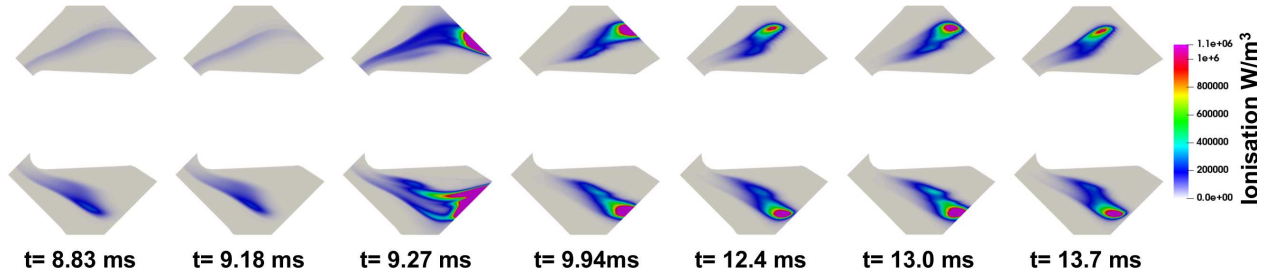 1.1e+06
1e+6
800000
600000
400000
200000
0.0e+00
Ionisation W/m³
t= 8.83 ms
t= 9.18 ms
t= 9.27 ms
t= 9.94ms
t= 12.4 ms
t= 13.0 ms
t= 13.7 ms